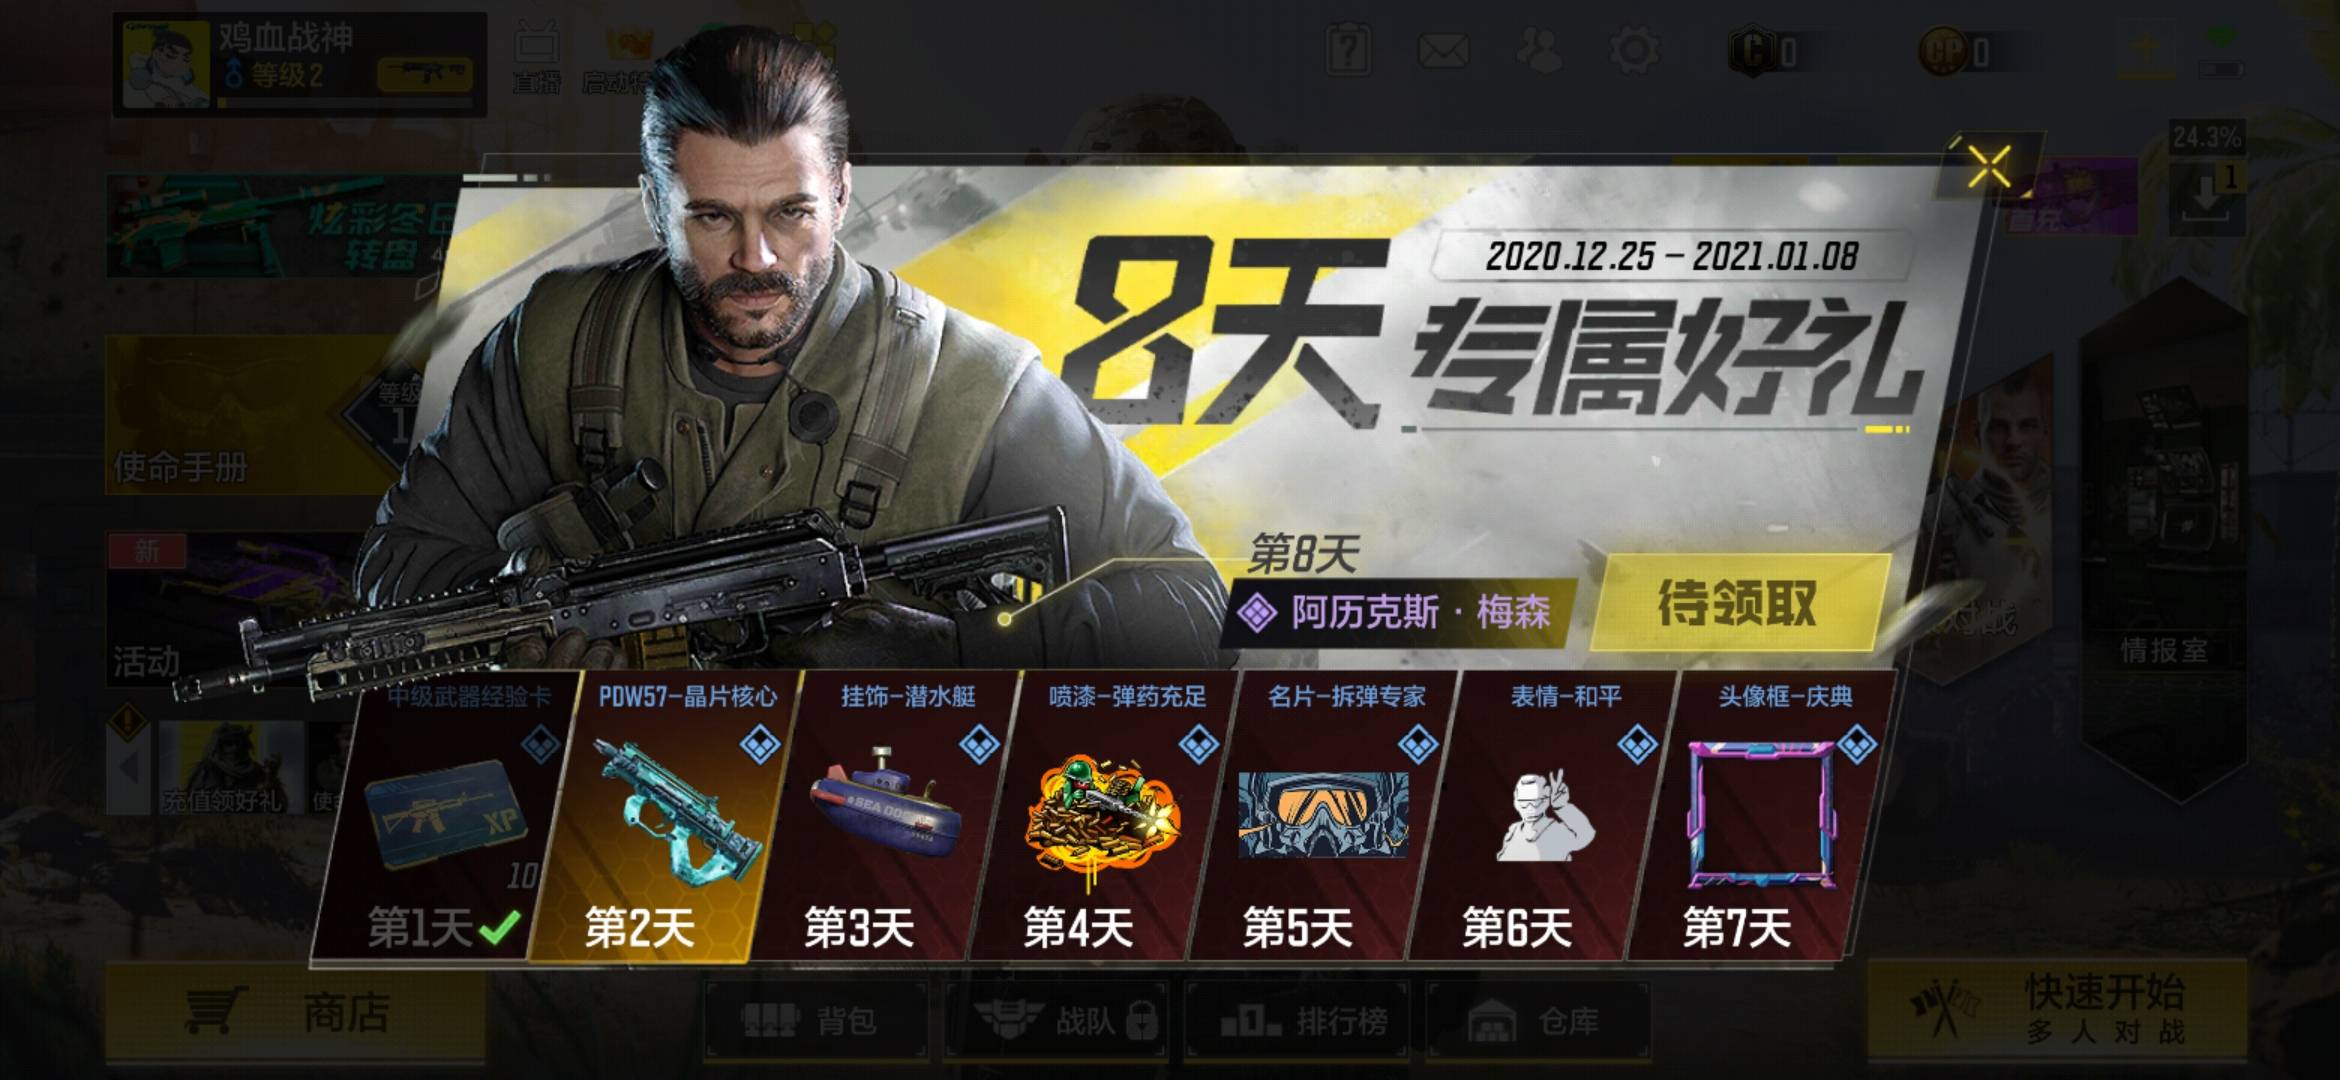 鸡血战神
等级2
直播
启动特
0
0
24.3%
1
炫彩冬日
转盘
首充
8天
2020.12.25－2021.01.08
专属好礼
等级
1
使命手册
新
活动
第8天
阿历克斯·梅森
待领取
对战
情报室
充值领好礼
使
中级武器经验卡
XP
10
第1天
PDW57-晶片核心
第2天
挂饰-潜水艇
SEA DOG
第3天
喷漆-弹药充足
第4天
名片-拆弹专家
第5天
表情-和平
第6天
头像框-庆典
第7天
商店
背包
战队
排行榜
仓库
快速开始
多人对战